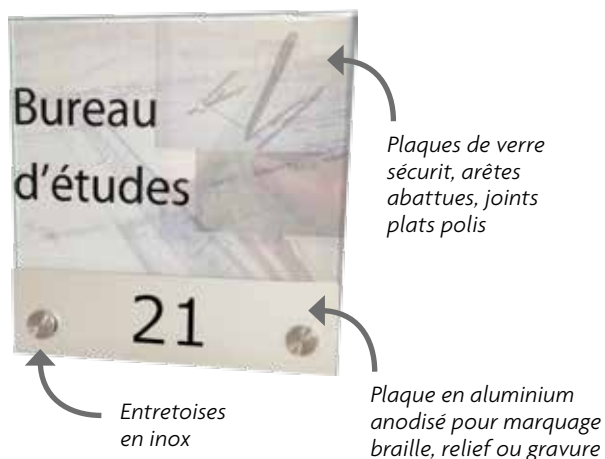 Bureau
d'études
21
Plaques de verre
sécurit, arêtes
abattues, joints
plats polis
Entretoises
en inox
Plaque en aluminium
anodisé pour marquage
braille, relief ou gravure